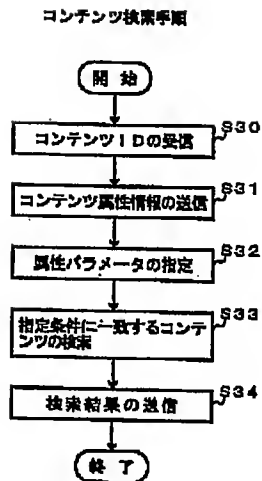 コンテンツ検索手順
開始
S30
コンテンツIDの受信
S31
コンテンツ属性情報の送信
S32
属性パラメータの指定
S33
指定条件に一致するコンテ
ンツの検索
S34
検索結果の送信
終了